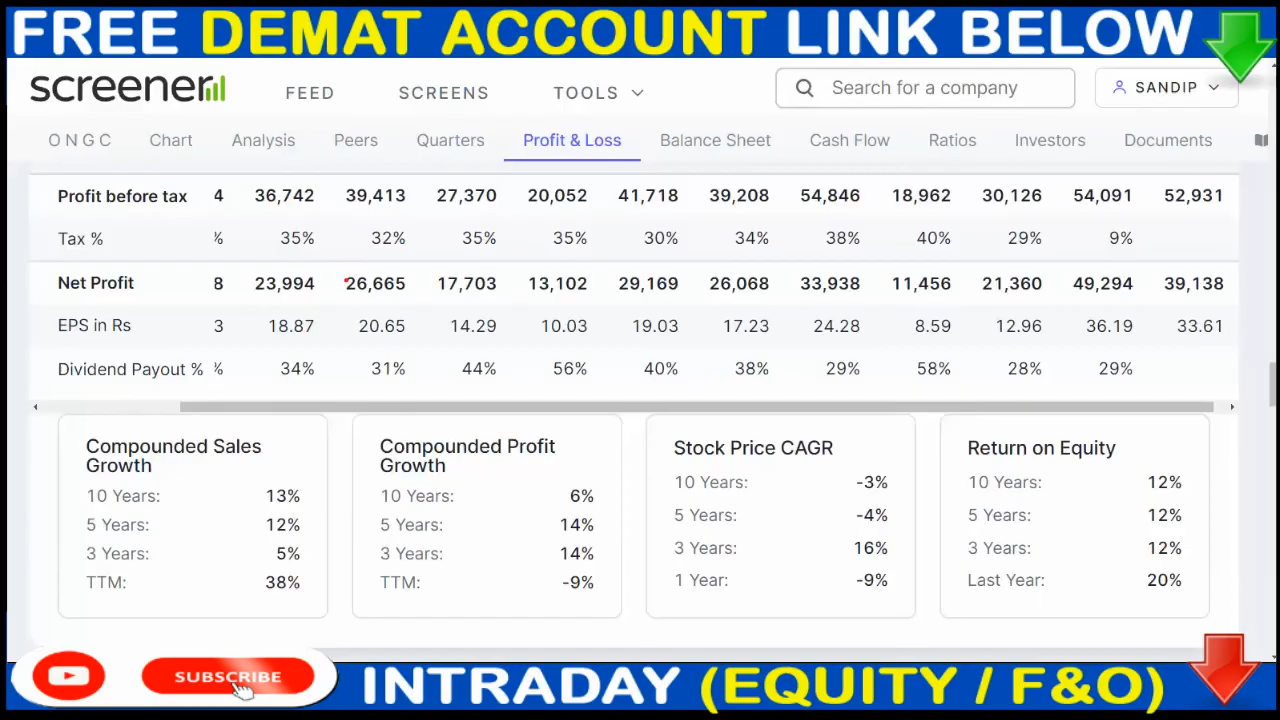 FREE DEMAT ACCOUNT LINK BELOW
screener
FEED SCREENS TOOLS
Search for a company
SANDIP
O N G C Chart Analysis Peers Quarters Profit & Loss Balance Sheet Cash Flow Ratios Investors Documents
Profit before tax 4 36,742 39,413 27,370 20,052 41,718 39,208 54,846 18,962 30,126 54,091 52,931
Tax % % 35% 32% 35% 35% 30% 34% 38% 40% 29% 9%
Net Profit 8 23,994 26,665 17,703 13,102 29,169 26,068 33,938 11,456 21,360 49,294 39,138
EPS in Rs 3 18.87 20.65 14.29 10.03 19.03 17.23 24.28 8.59 12.96 36.19 33.61
Dividend Payout % % 34% 31% 44% 56% 40% 38% 29% 58% 28% 29%
Compounded Sales
Growth
10 Years: 13%
5 Years: 12%
3 Years: 5%
TTM: 38%
Compounded Profit
Growth
10 Years: 6%
5 Years: 14%
3 Years: 14%
TTM: -9%
Stock Price CAGR
10 Years: -3%
5 Years: -4%
3 Years: 16%
1 Year: -9%
Return on Equity
10 Years: 12%
5 Years: 12%
3 Years: 12%
Last Year: 20%
SUBSCRIBE
INTRADAY (EQUITY / F&O)